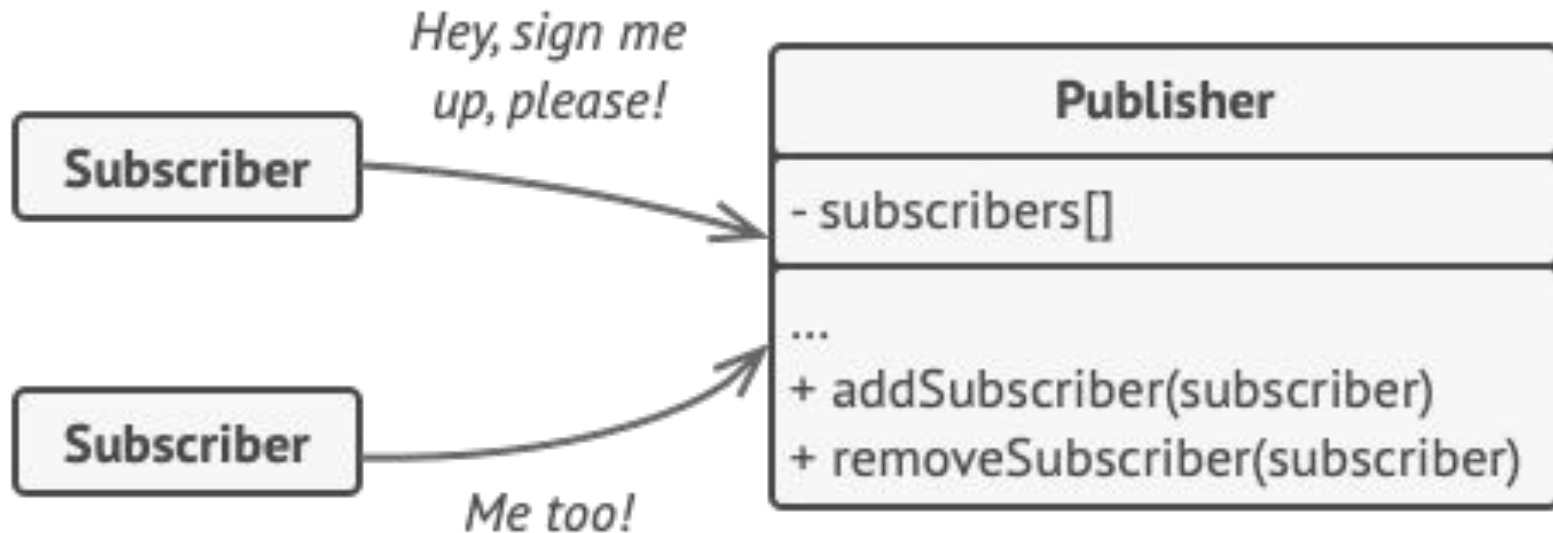 Hey, sign me
up, please!
Subscriber
Publisher
- subscribers[]
...
+ addSubscriber(subscriber)
+ removeSubscriber(subscriber)
Subscriber
Me too!